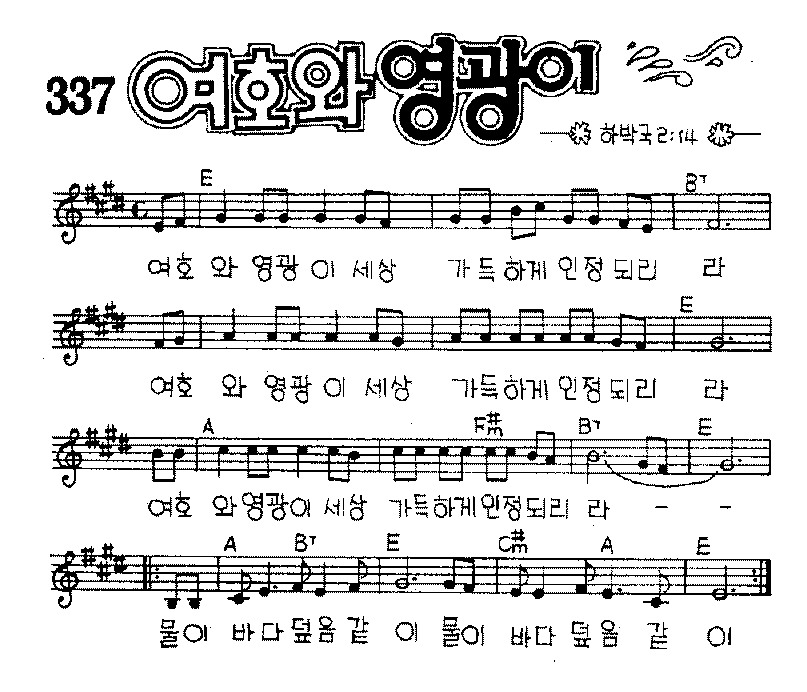 337 여호와 영광이
하박국 2:14
E B7
여호 와 영광 이 세상 가득 하게 인정 되리 라
E
여호 와 영광 이 세상 가득하게 인정되리 라
A F#m B7 E
여호 와영광이 세상 가득하게인정되리 라 - -
A B7 E C#m A E
물이 바다 덮음 같 이 물이 바다 덮음 같 이